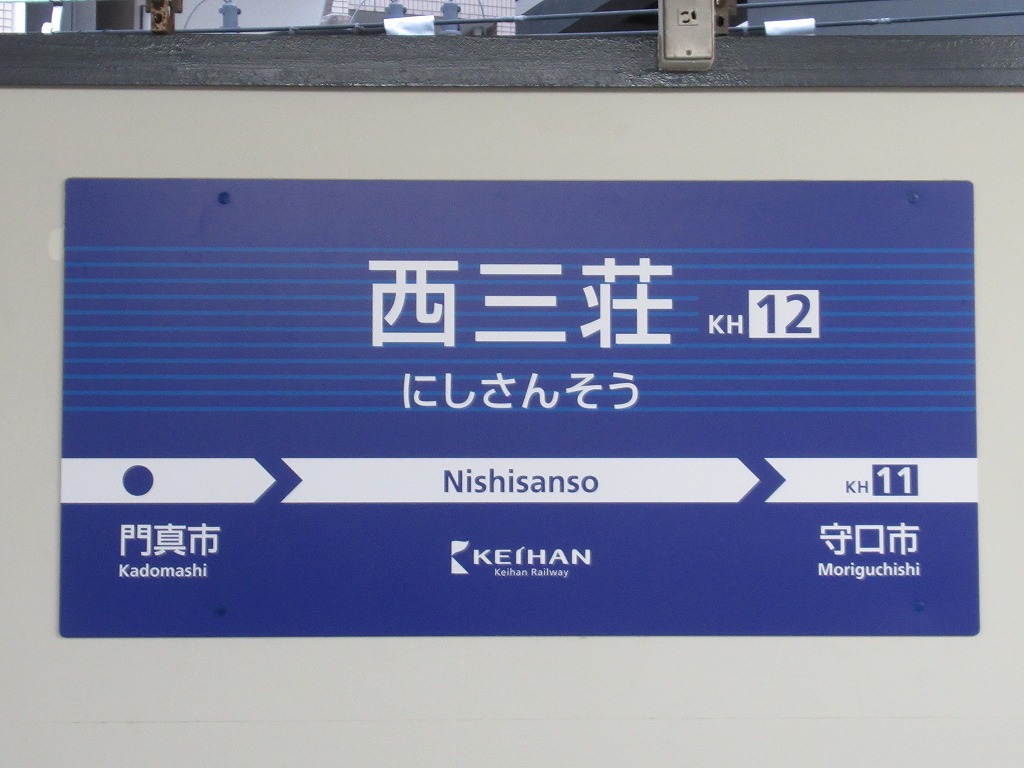 西三荘 KH 12
にしさんそう
Nishisanso
KH 11
門真市
Kadomashi
KEIHAN
Keihan Railway
守口市
Moriguchishi